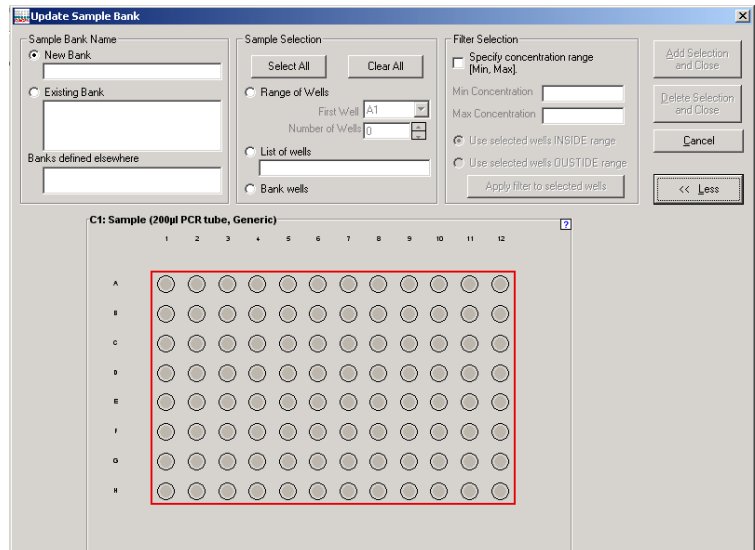 Update Sample Bank
Sample Bank Name
New Bank
Existing Bank
Banks defined elsewhere
Sample Selection
Select All
Clear All
Range of Wells
First Well
A1
Number of Wells
0
List of wells
Bank wells
Filter Selection
Specify concentration range
[Min, Max].
Min Concentration
Max Concentration
Use selected wells INSIDE range
Use selected wells OUSTIDE range
Apply filter to selected wells
Add Selection
and Close
Delete Selection
and Close
Cancel
<< Less
C1: Sample (200µl PCR tube, Generic)
?
1 2 3 4 5 6 7 8 9 10 11 12
A
B
C
D
E
F
G
H